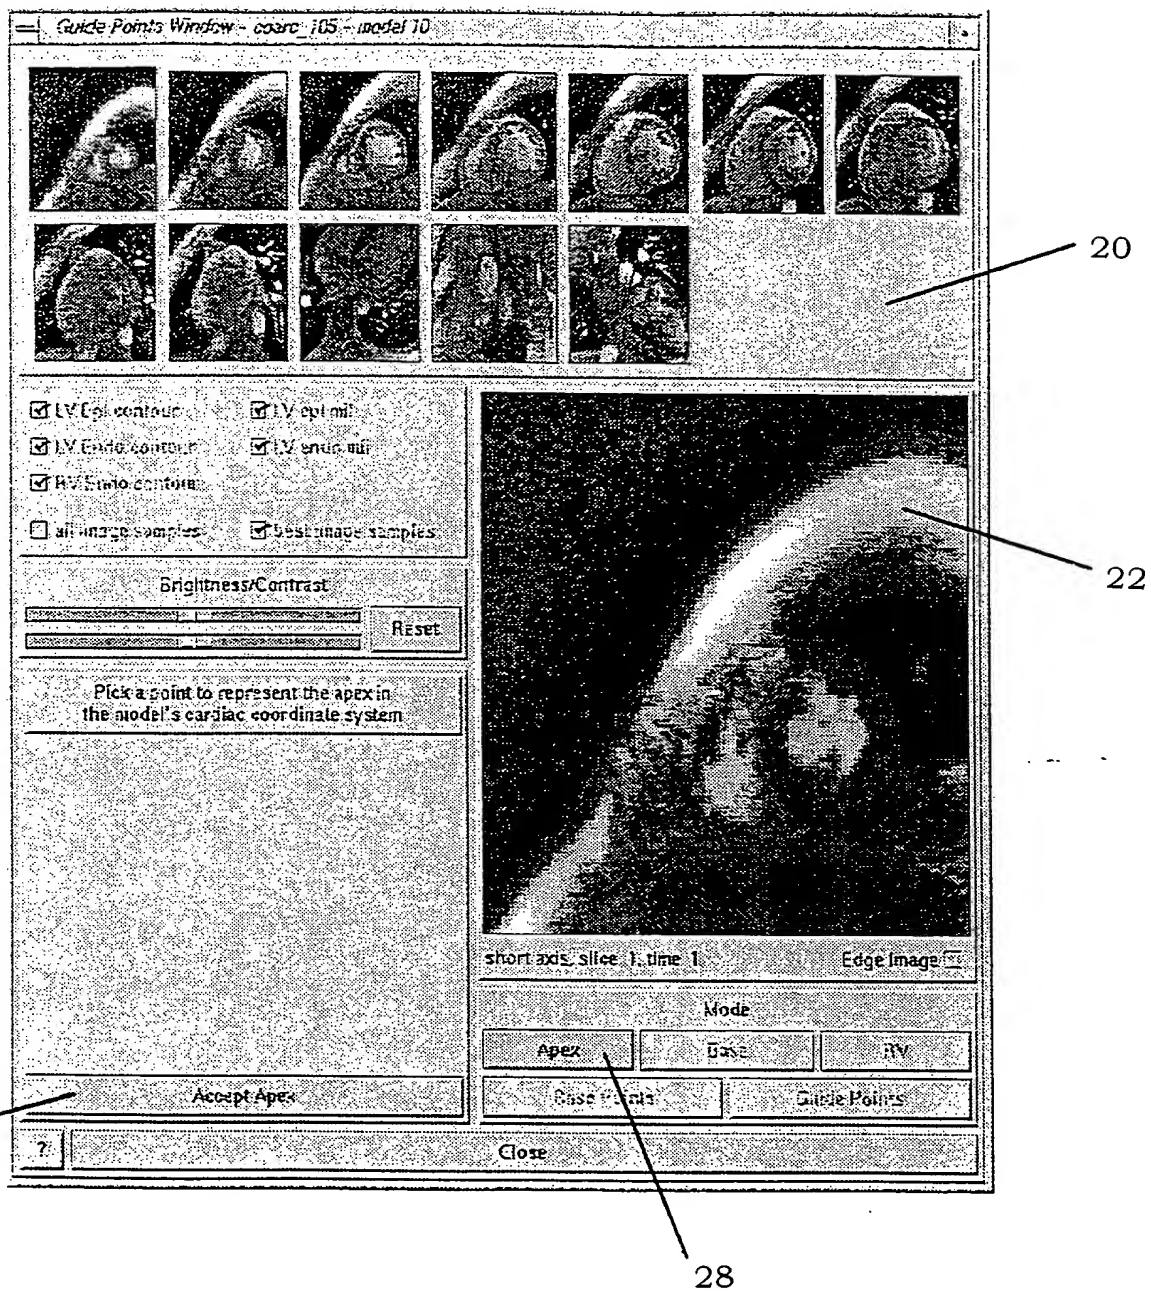 Guide Points Window - coarc_105 - model 10
20
LV Epi contour
LV epi mii
LV Endo contour
LV endo mii
RV Endo contour
all image samples
best image samples
22
Brightness/Contrast
Reset
Pick a point to represent the apex in
the model's cardiac coordinate system
short axis, slice 1, time 1
Edge Image
Mode
Apex
Base
RV
Accept Apex
Base Points
Guide Points
?
Close
28